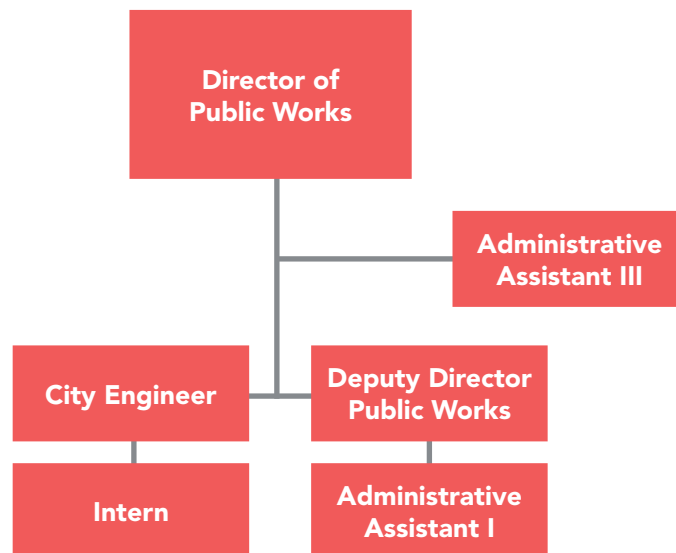 Director of
Public Works
Administrative
Assistant III
City Engineer
Deputy Director
Public Works
Intern
Administrative
Assistant I